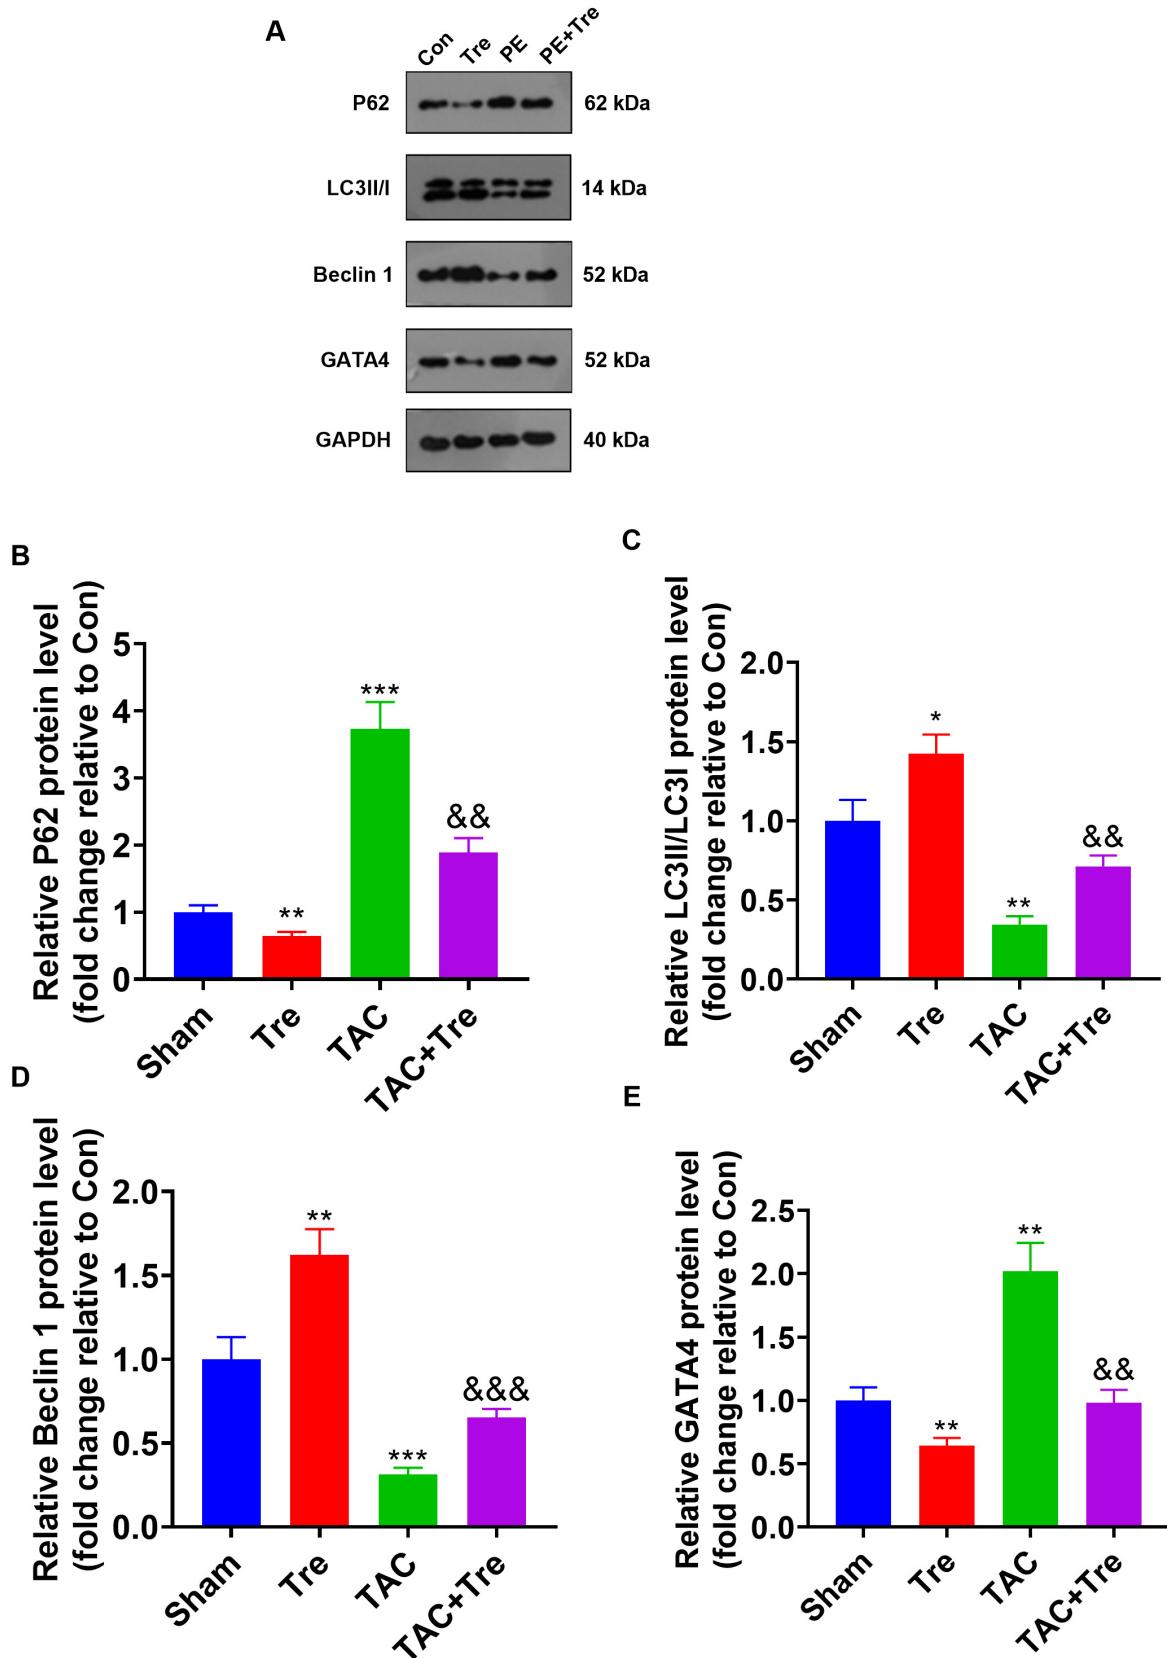 A
Con Tre PE PE+Tre
P62 62 kDa
LC3II/I 14 kDa
Beclin 1 52 kDa
GATA4 52 kDa
GAPDH 40 kDa
B
Relative P62 protein level
(fold change relative to Con)
5
4
3
2
1
0
***
&&
**
Sham Tre TAC TAC+Tre
C
Relative LC3II/LC3I protein level
(fold change relative to Con)
2.0
1.5
1.0
0.5
0.0
*
&&
**
Sham Tre TAC TAC+Tre
D
Relative Beclin 1 protein level
(fold change relative to Con)
2.0
1.5
1.0
0.5
0.0
**
&&&
***
Sham Tre TAC TAC+Tre
E
Relative GATA4 protein level
(fold change relative to Con)
2.5
2.0
1.5
1.0
0.5
0.0
**
&&
**
Sham Tre TAC TAC+Tre